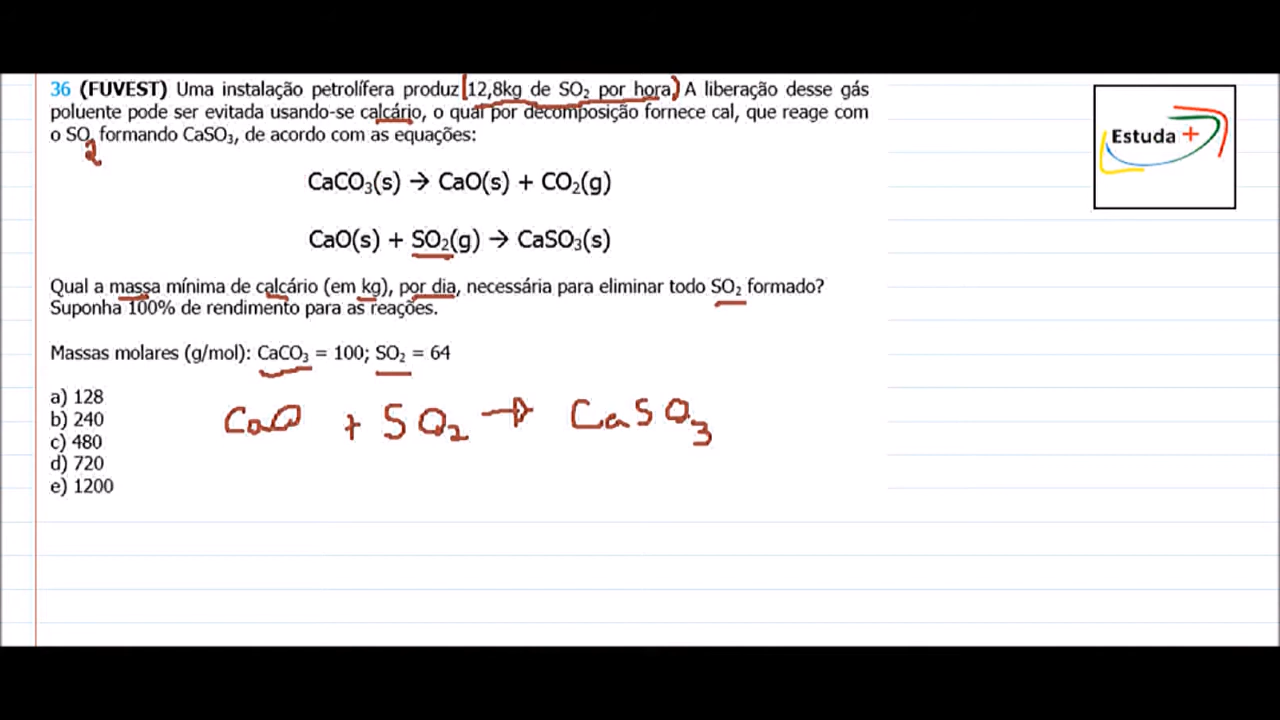 36 (FUVEST) Uma instalação petrolífera produz 12,8kg de SO₂ por hora. A liberação desse gás
poluente pode ser evitada usando-se calcário, o qual por decomposição fornece cal, que reage com
o SO2 formando CaSO₃, de acordo com as equações:
CaCO₃(s) → CaO(s) + CO₂(g)
CaO(s) + SO₂(g) → CaSO₃(s)
Qual a massa mínima de calcário (em kg), por dia, necessária para eliminar todo SO₂ formado?
Suponha 100% de rendimento para as reações.
Massas molares (g/mol): CaCO₃ = 100; SO₂ = 64
a) 128
b) 240
c) 480
d) 720
e) 1200
CaO + SO₂ → CaSO₃
Estuda +